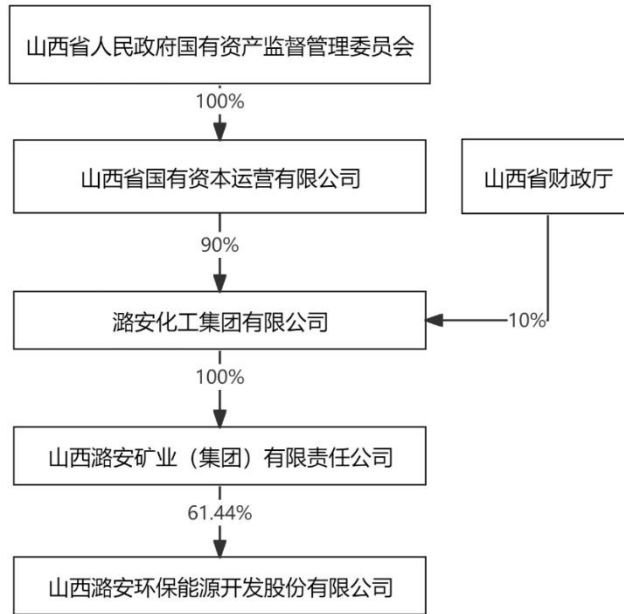 山西省人民政府国有资产监督管理委员会
100%
山西省国有资本运营有限公司
山西省财政厅
90%
潞安化工集团有限公司
10%
100%
山西潞安矿业（集团）有限责任公司
61.44%
山西潞安环保能源开发股份有限公司